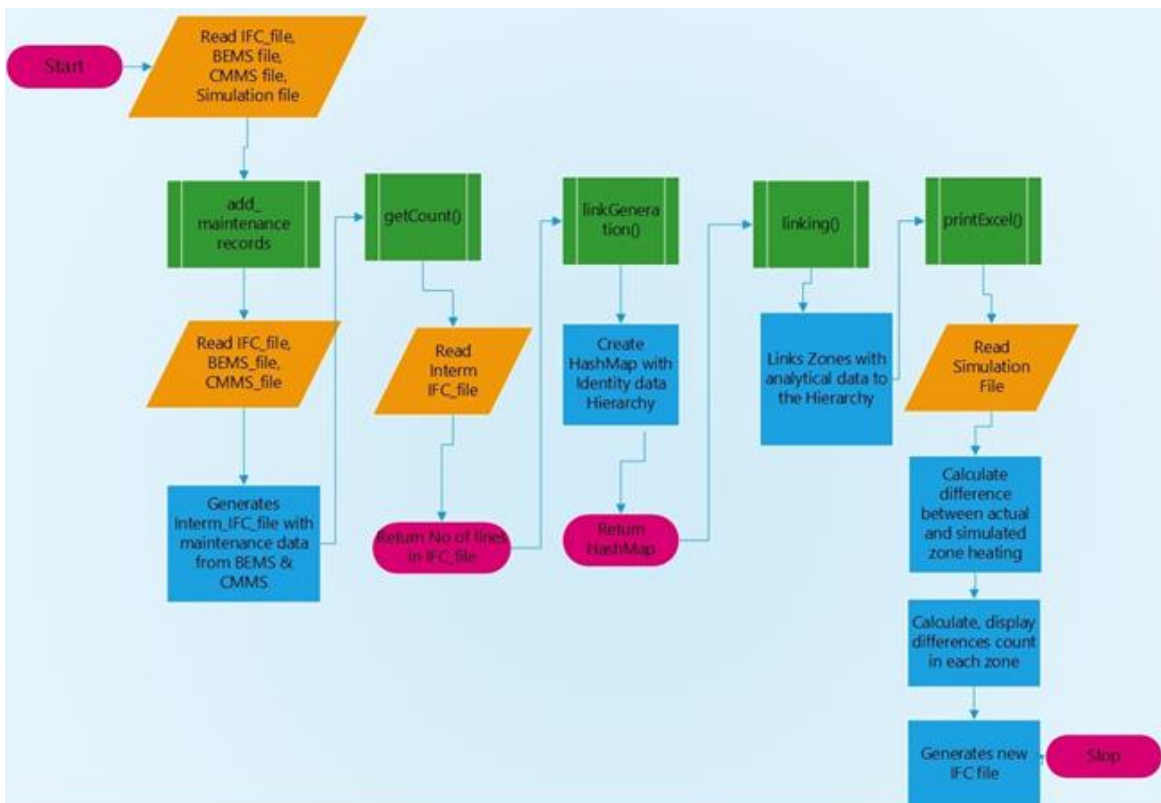 Start
Read IFC_file,
BEMS file,
CMMS file,
Simulation file
add_
maintenance
records
Read IFC_file,
BEMS_file,
CMMS_file
Generates
Interm_IFC_file with
maintenance data
from BEMS &
CMMS
getCount()
Read
Interm
IFC_file
Return No of lines
in IFC_file
linkGenera
tion()
Create
HashMap with
Identity data
Hierarchy
Return
HashMap
linking()
Links Zones with
analytical data to
the Hierarchy
printExcel()
Read
Simulation
File
Calculate
difference
between actual
and simulated
zone heating
Calculate, display
differences count
in each zone
Generates new
IFC file
Stop